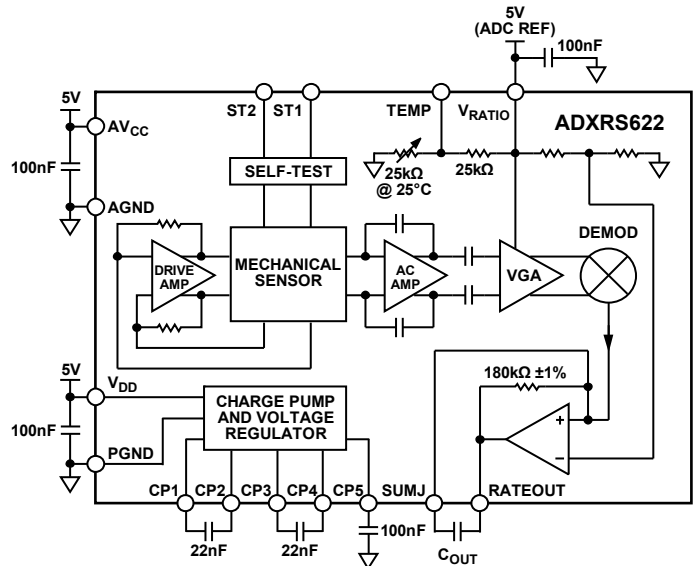 5V
(ADC REF)
100nF
5V
ST2 ST1
TEMP
VRATIO
ADXRS622
AVCC
100nF
SELF-TEST
25kΩ
@ 25°C
25kΩ
AGND
DEMOD
DRIVE
AMP
MECHANICAL
SENSOR
AC
AMP
VGA
5V
VDD
180kΩ ±1%
100nF
CHARGE PUMP
AND VOLTAGE
REGULATOR
+
–
PGND
CP1 CP2 CP3 CP4 CP5 SUMJ RATEOUT
22nF
22nF
100nF
COUT